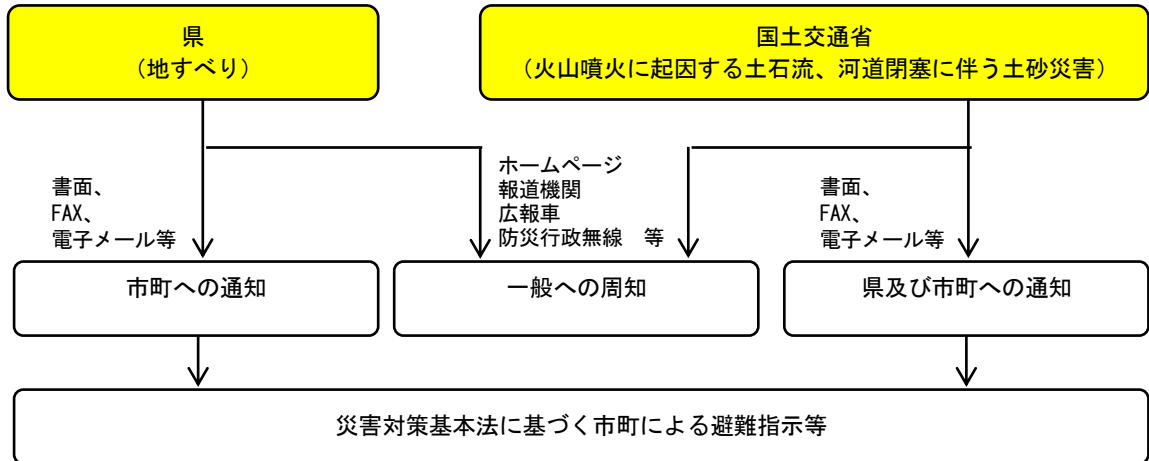 県
（地すべり）
国土交通省
（火山噴火に起因する土石流、河道閉塞に伴う土砂災害）
書面、
FAX、
電子メール等
ホームページ
報道機関
広報車
防災行政無線　等
書面、
FAX、
電子メール等
市町への通知
一般への周知
県及び市町への通知
災害対策基本法に基づく市町による避難指示等